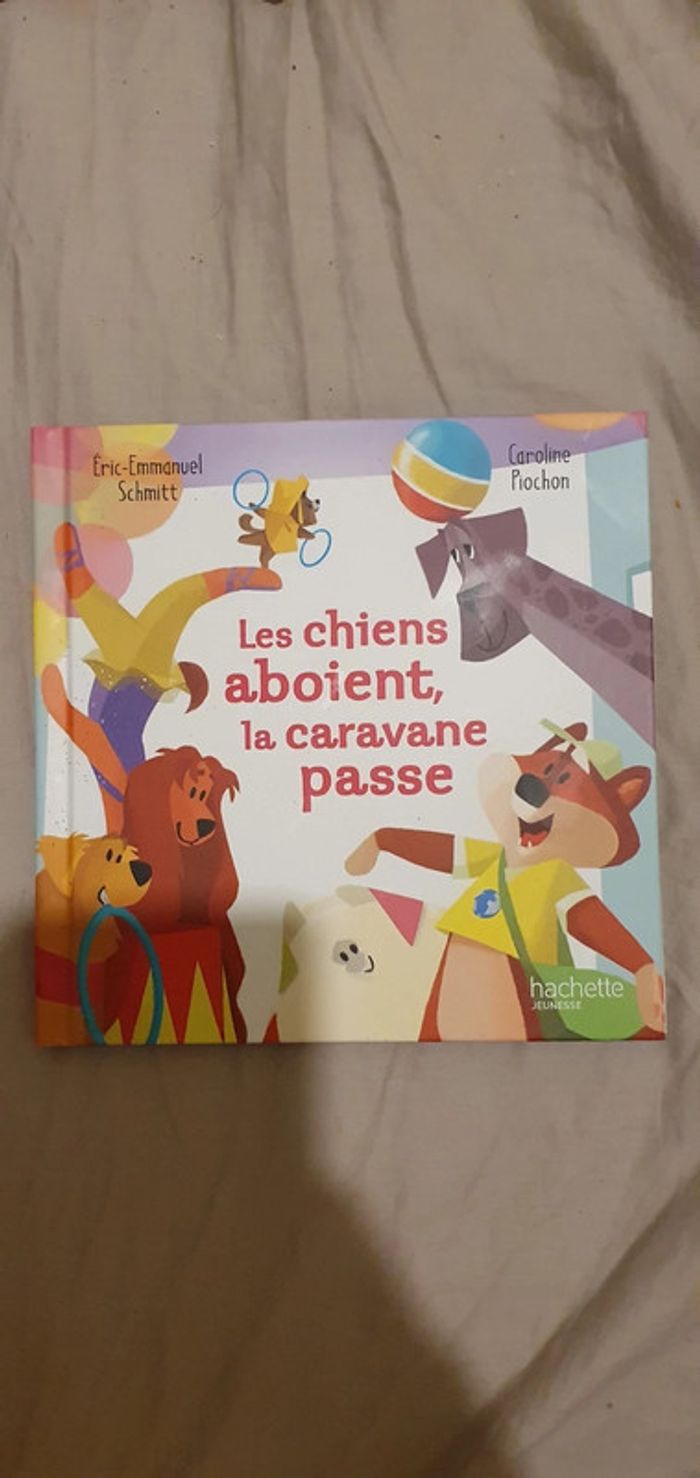 Éric-Emmanuel
Schmitt
Caroline
Piochon
Les chiens
aboient,
la caravane
passe
hachette
JEUNESSE